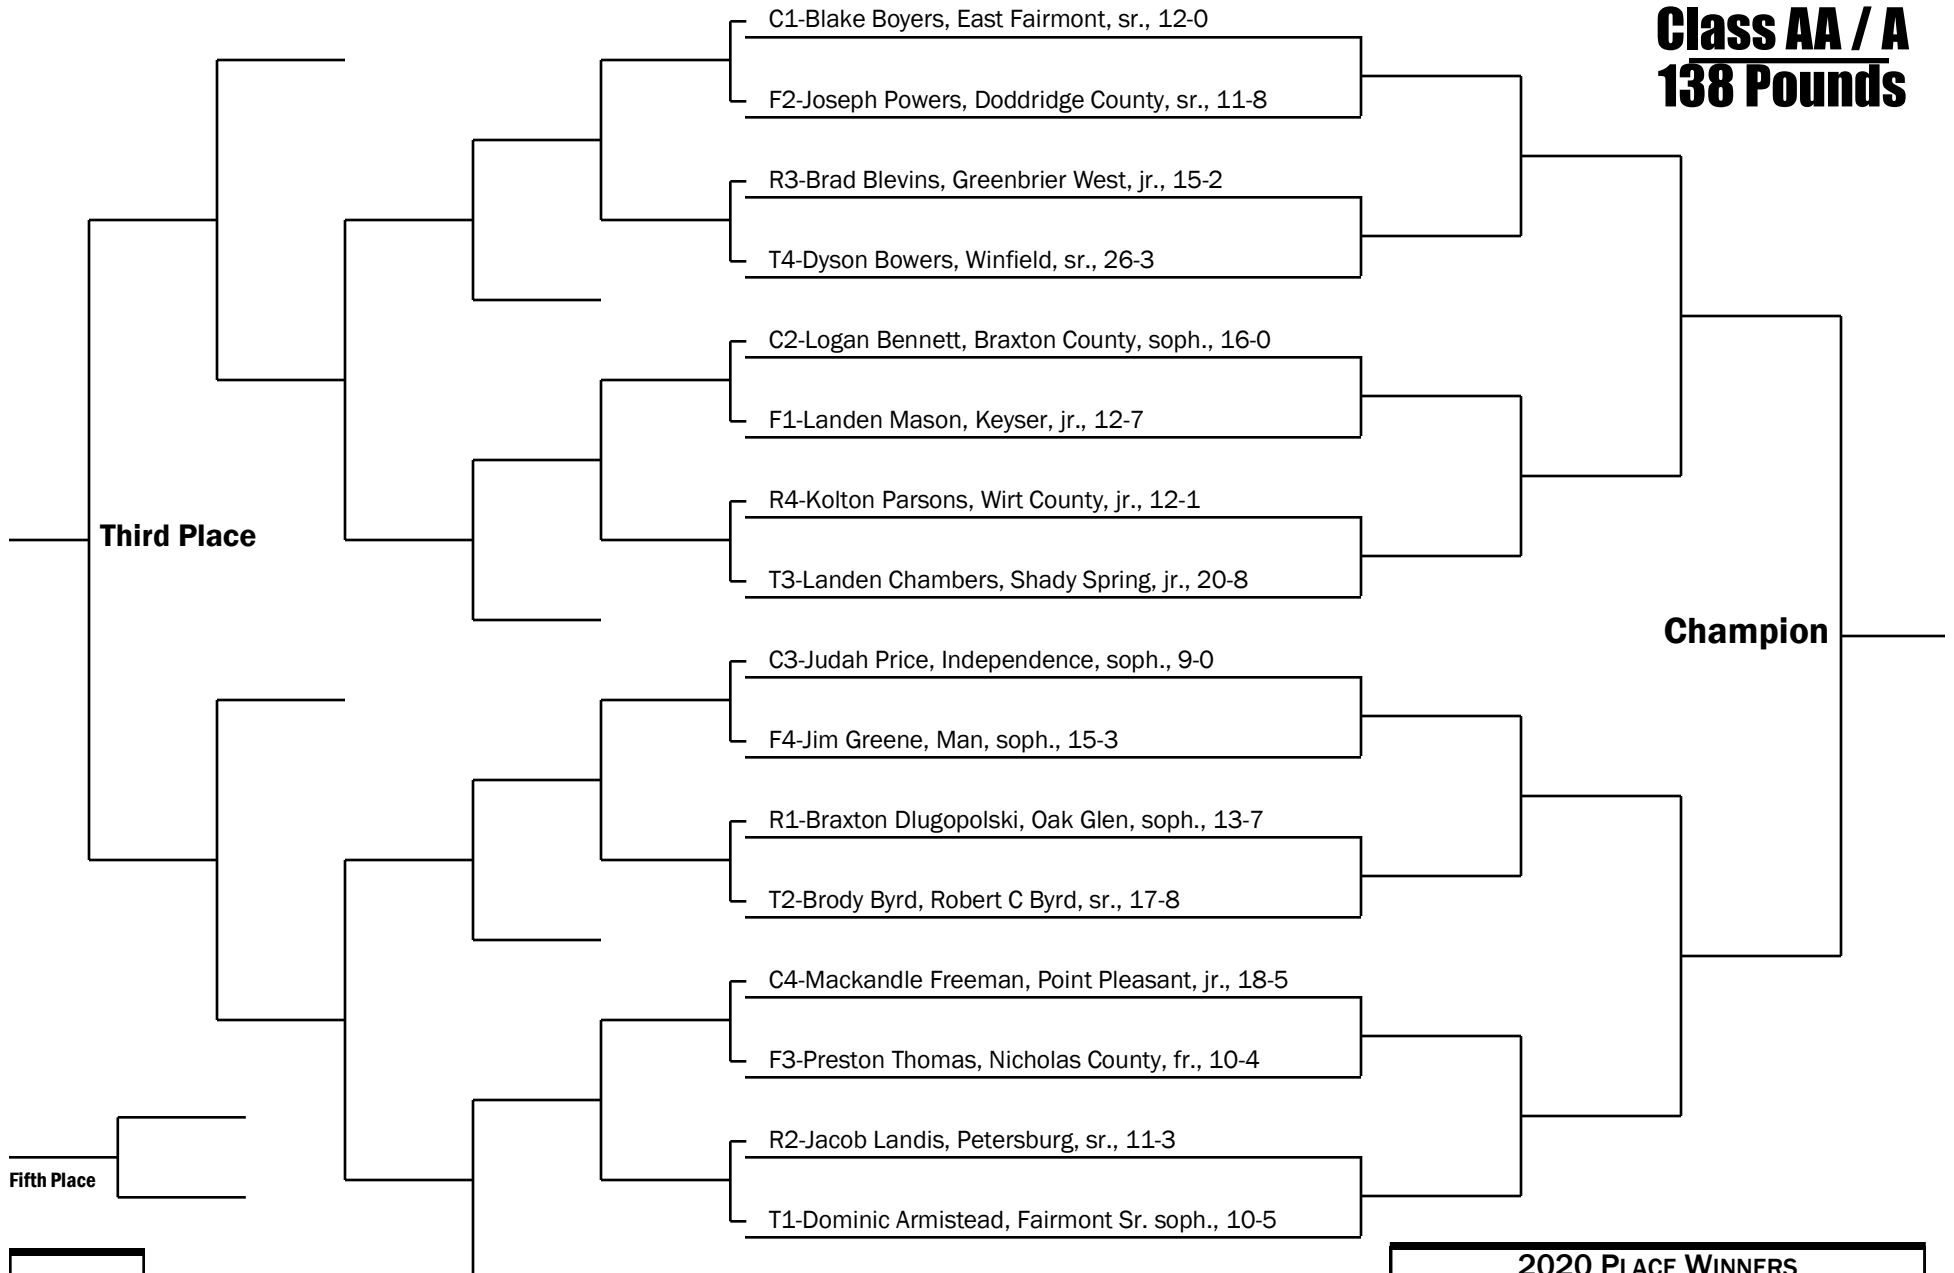 Class AA / A
138 Pounds
C1-Blake Boyers, East Fairmont, sr., 12-0
F2-Joseph Powers, Doddridge County, sr., 11-8
R3-Brad Blevins, Greenbrier West, jr., 15-2
T4-Dyson Bowers, Winfield, sr., 26-3
C2-Logan Bennett, Braxton County, soph., 16-0
F1-Landen Mason, Keyser, jr., 12-7
R4-Kolton Parsons, Wirt County, jr., 12-1
Third Place
T3-Landen Chambers, Shady Spring, jr., 20-8
Champion
C3-Judah Price, Independence, soph., 9-0
F4-Jim Greene, Man, soph., 15-3
R1-Braxton Dlugopolski, Oak Glen, soph., 13-7
T2-Brody Byrd, Robert C Byrd, sr., 17-8
C4-Mackandle Freeman, Point Pleasant, jr., 18-5
F3-Preston Thomas, Nicholas County, fr., 10-4
R2-Jacob Landis, Petersburg, sr., 11-3
Fifth Place
T1-Dominic Armistead, Fairmont Sr. soph., 10-5
2020 PLACE WINNERS